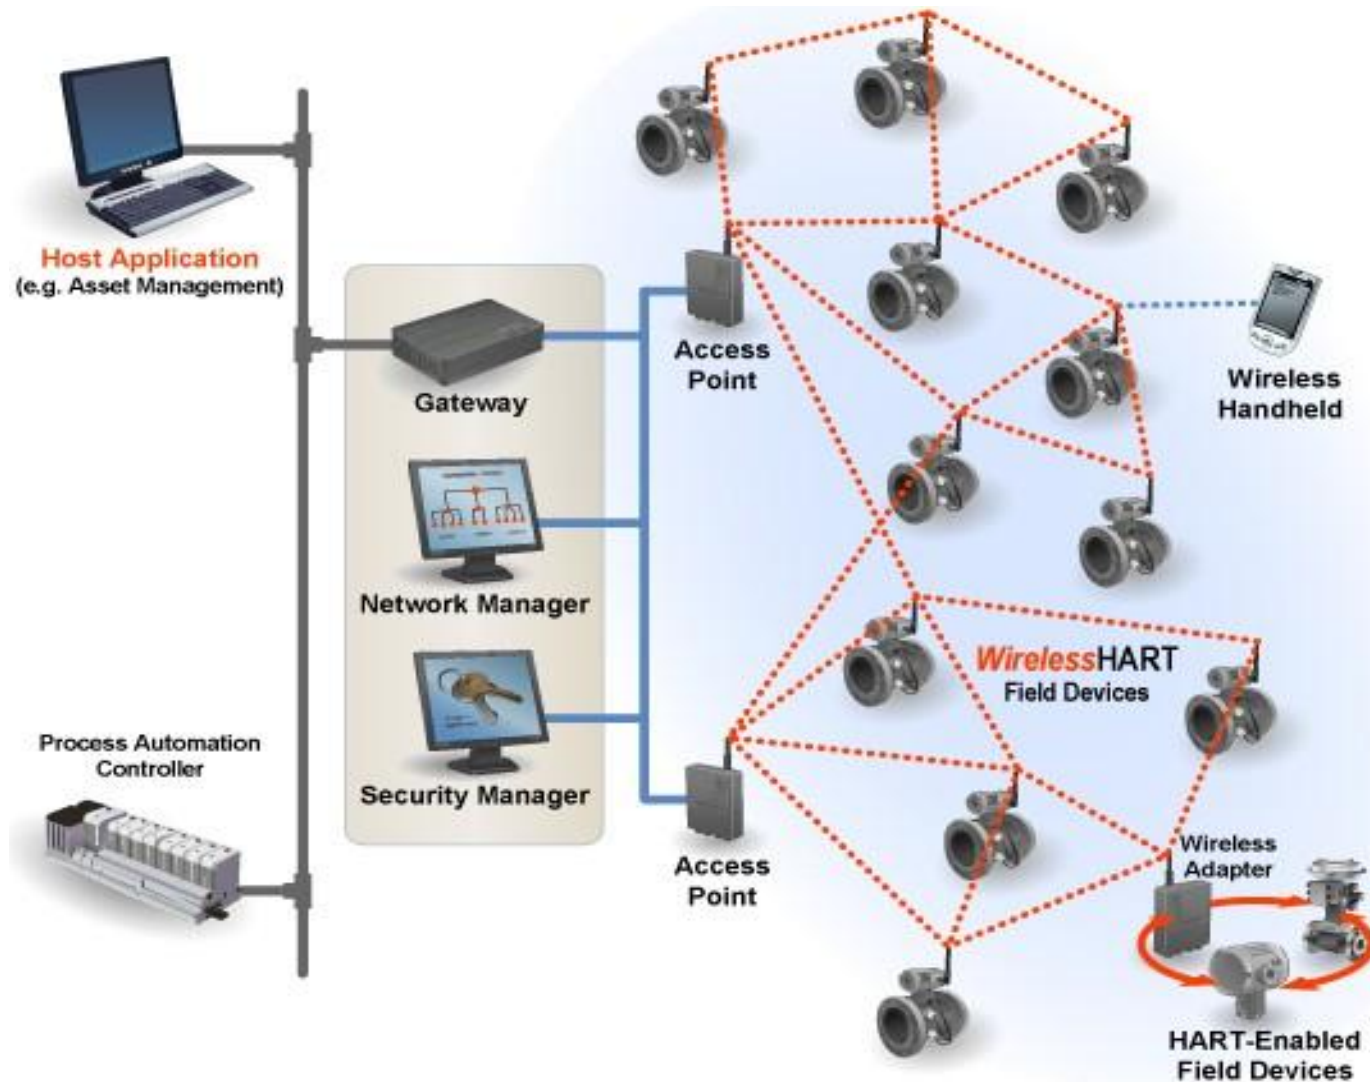 Host Application
(e.g. Asset Management)
Gateway
Access
Point
Wireless
Handheld
Network Manager
WirelessHART
Field Devices
Security Manager
Process Automation
Controller
Access
Point
Wireless
Adapter
HART-Enabled
Field Devices